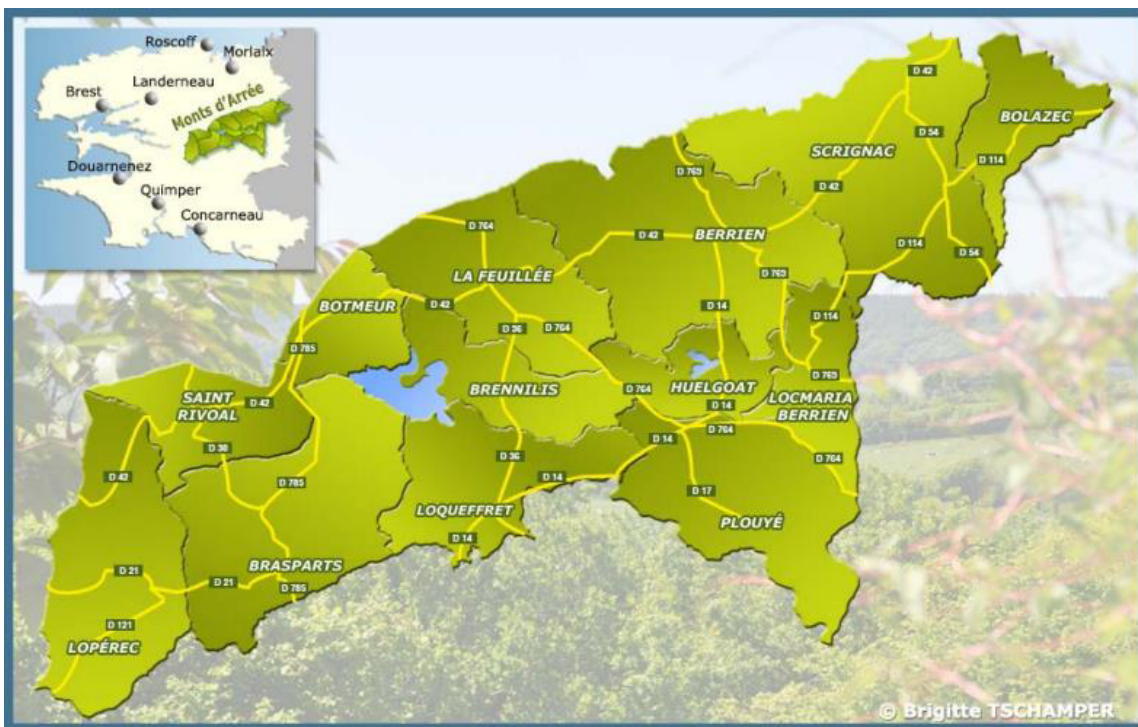 Roscoff
Morlaix
Landerneau
Brest
Monts d'Arrée
Douarnenez
Quimper
Concarneau
D 42
BOLAZEC
D 54
SCRIGNAC
D 114
D 769
D 42
D 764
D 42
BERRIEN
D 114
D 54
LA FEUILLÉE
D 769
BOTMEUR
D 42
D 14
D 114
D 36
D 764
D 785
D 769
BRENNILIS
D 764
HUELGOAT
LOCMARIA
BERRIEN
SAINT
RIVOAL
D 42
D 14
D 764
D 14
D 30
D 36
D 764
D 42
D 785
D 14
D 17
LOQUEFFRET
PLOUYÉ
D 14
BRASPARTS
D 21
D 21
D 785
D 121
LOPÉREC
© Brigitte TSCHAMPER